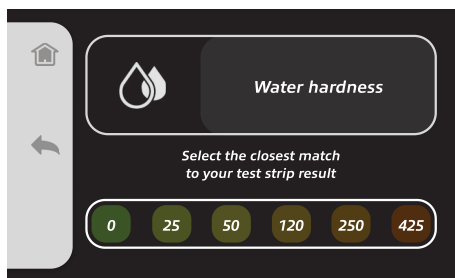 Water hardness
Select the closest match
to your test strip result
0 25 50 120 250 425